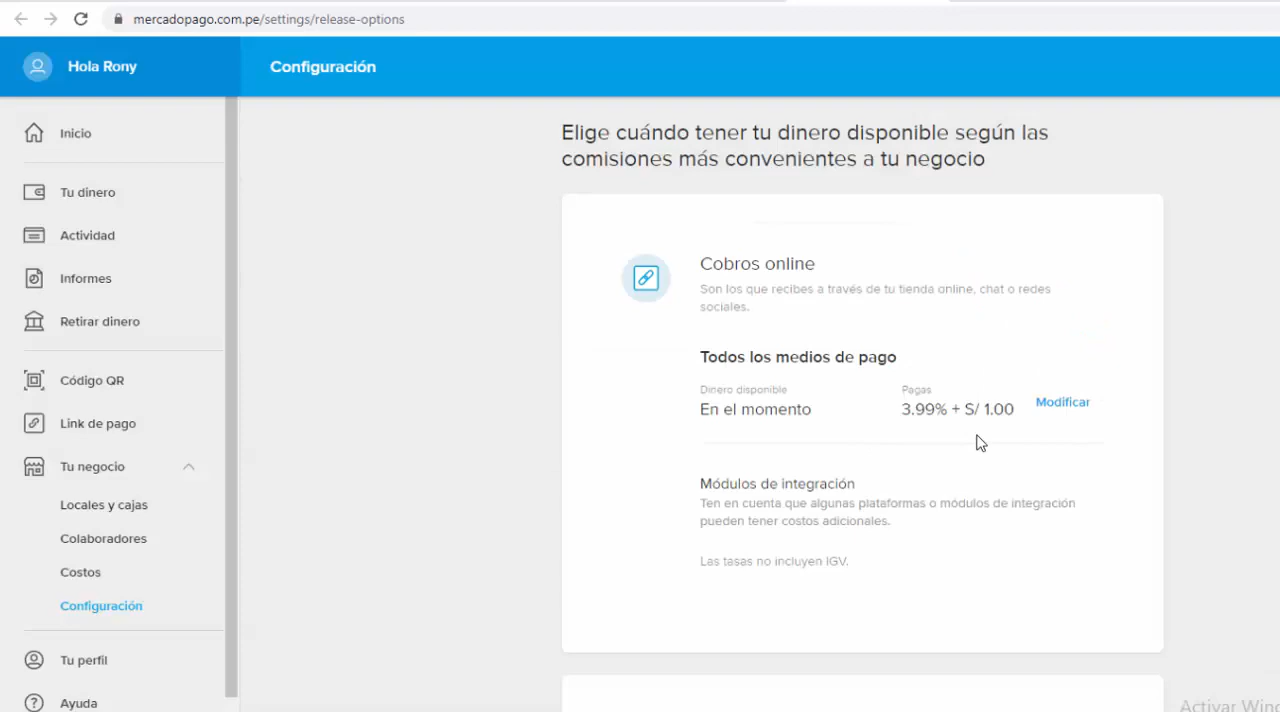 mercadopago.com.pe/settings/release-options
Hola Rony
Configuración
Inicio
Tu dinero
Actividad
Informes
Retirar dinero
Código QR
Link de pago
Tu negocio
Locales y cajas
Colaboradores
Costos
Configuración
Tu perfil
Ayuda
Elige cuándo tener tu dinero disponible según las
comisiones más convenientes a tu negocio
Cobros online
Son los que recibes a través de tu tienda online, chat o redes
sociales.
Todos los medios de pago
Dinero disponible
En el momento
Pagas
3.99% + S/ 1.00
Modificar
Módulos de integración
Ten en cuenta que algunas plataformas o módulos de integración
pueden tener costos adicionales.
Las tasas no incluyen IGV.
Activar Win